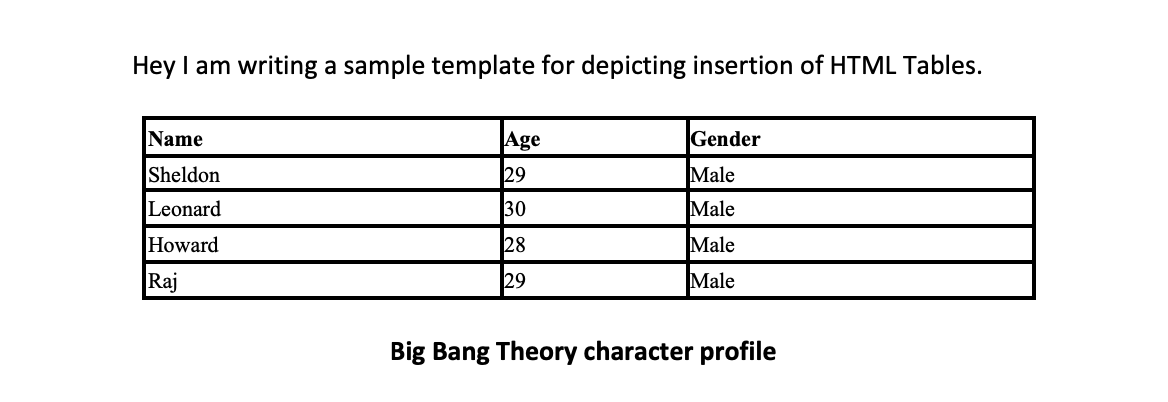 Hey I am writing a sample template for depicting insertion of HTML Tables.
Name Age Gender
Sheldon 29 Male
Leonard 30 Male
Howard 28 Male
Raj 29 Male
Big Bang Theory character profile